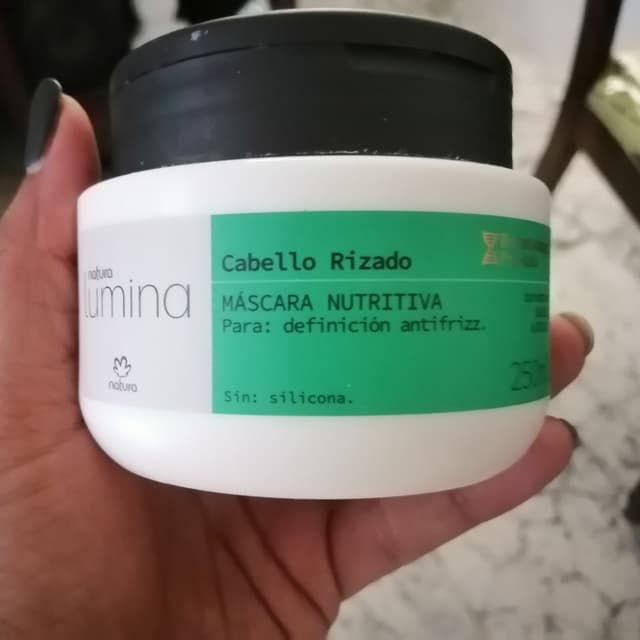 natura
lumina
natura
Cabello Rizado
MÁSCARA NUTRITIVA
Para: definición antifrizz.
Sin: silicona.